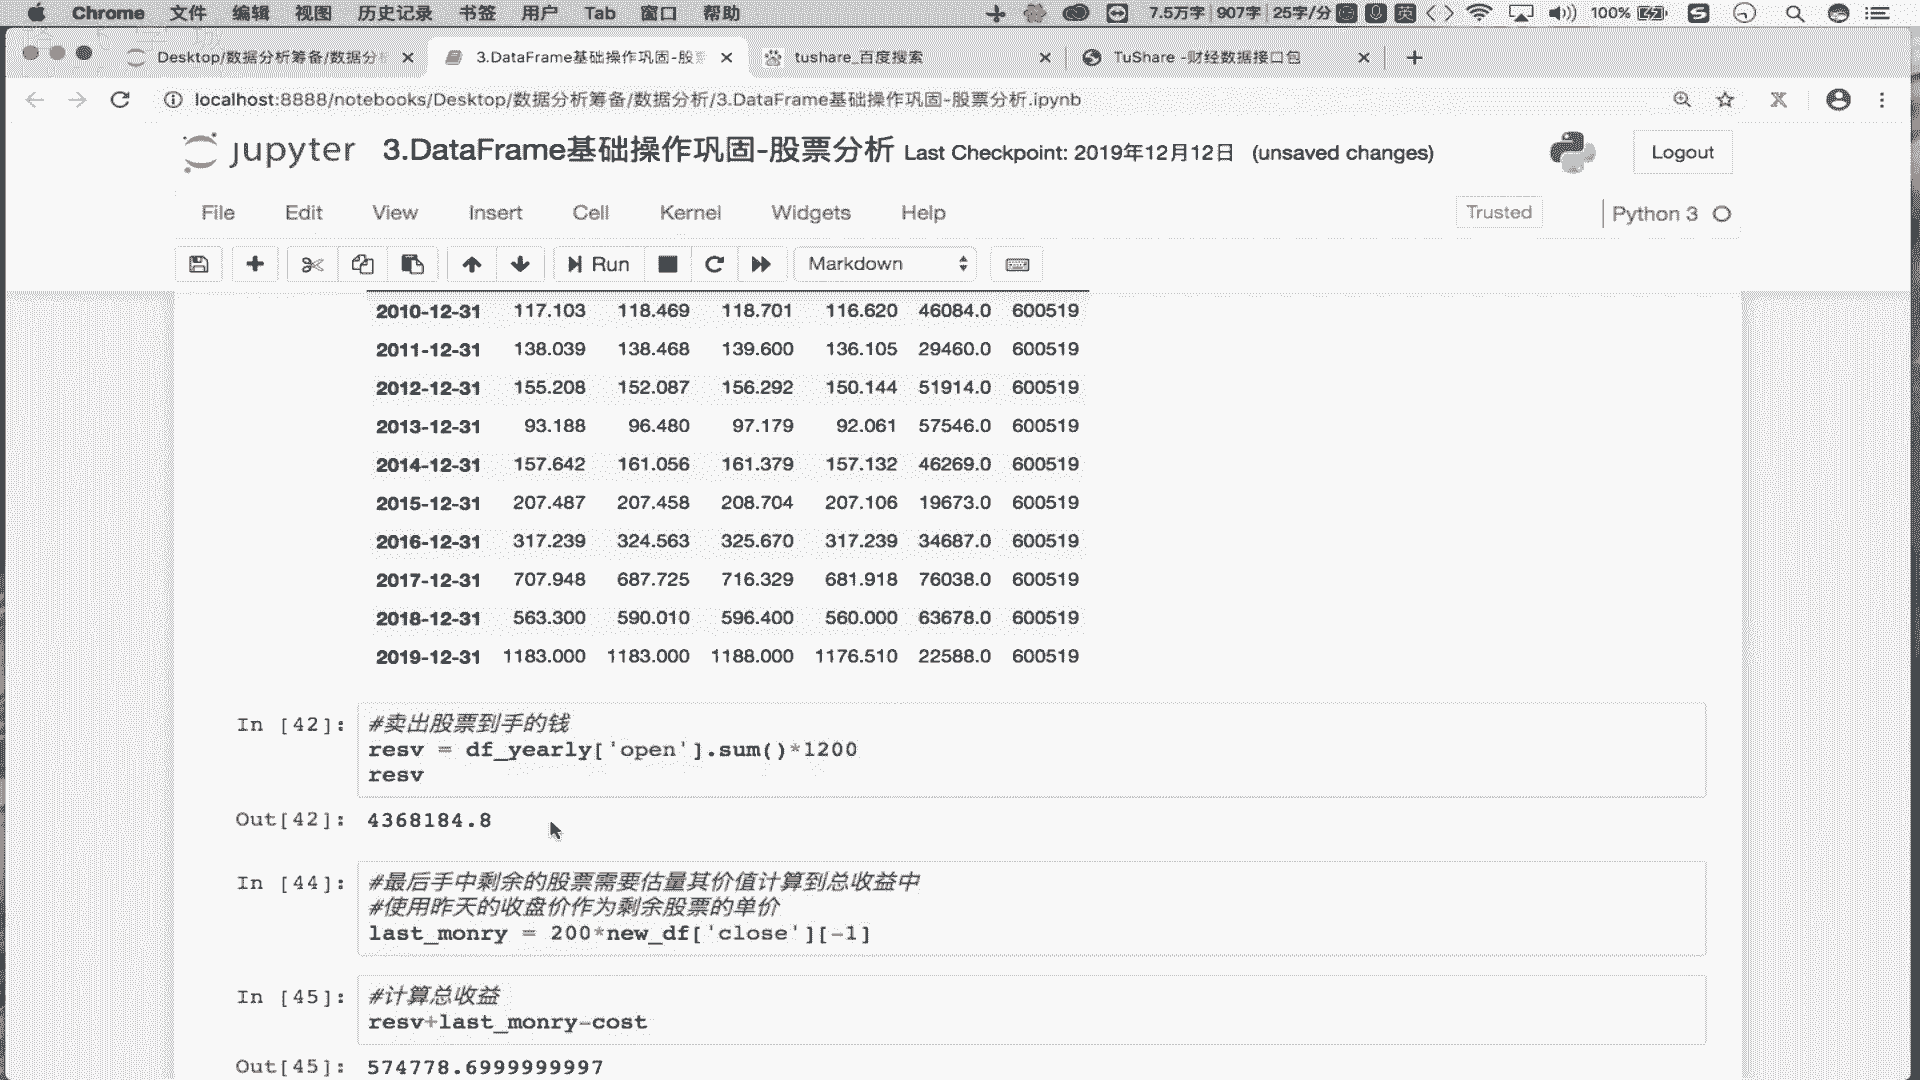 Chrome 文件 编辑 视图 历史记录 书签 用户 Tab 窗口 帮助 7.5万字 907字 25字/分 英 100%
Desktop/数据分析筹备/数据分析 3.DataFrame基础操作巩固-股票 tushare_百度搜索 TuShare -财经数据接口包
localhost:8888/notebooks/Desktop/数据分析筹备/数据分析/3.DataFrame基础操作巩固-股票分析.ipynb
jupyter 3.DataFrame基础操作巩固-股票分析 Last Checkpoint: 2019年12月12日 (unsaved changes) Logout
File Edit View Insert Cell Kernel Widgets Help Trusted Python 3
Run Markdown
2010-12-31 117.103 118.469 118.701 116.620 46084.0 600519
2011-12-31 138.039 138.468 139.600 136.105 29460.0 600519
2012-12-31 155.208 152.087 156.292 150.144 51914.0 600519
2013-12-31 93.188 96.480 97.179 92.061 57546.0 600519
2014-12-31 157.642 161.056 161.379 157.132 46269.0 600519
2015-12-31 207.487 207.458 208.704 207.106 19673.0 600519
2016-12-31 317.239 324.563 325.670 317.239 34687.0 600519
2017-12-31 707.948 687.725 716.329 681.918 76038.0 600519
2018-12-31 563.300 590.010 596.400 560.000 63678.0 600519
2019-12-31 1183.000 1183.000 1188.000 1176.510 22588.0 600519
In [42]: #卖出股票到手的钱
resv = df_yearly['open'].sum()*1200
resv
Out[42]: 4368184.8
In [44]: #最后手中剩余的股票需要估量其价值计算到总收益中
#使用昨天的收盘价作为剩余股票的单价
last_monry = 200*new_df['close'][-1]
In [45]: #计算总收益
resv+last_monry-cost
Out[45]: 574778.6999999997